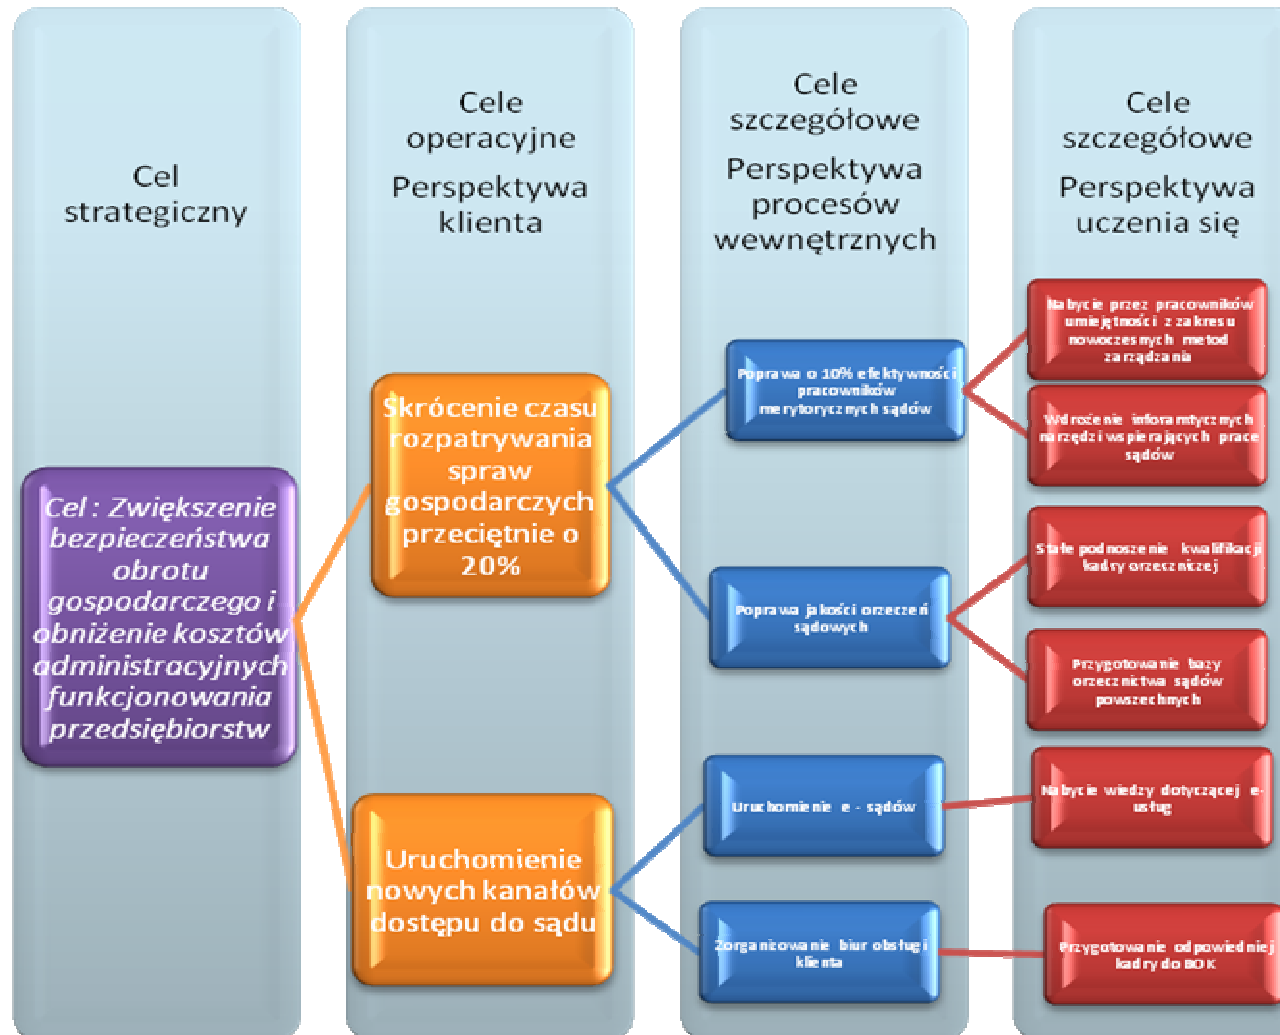 Cel
strategiczny
Cele
operacyjne
Perspektywa
klienta
Cele
szczegółowe
Perspektywa
procesów
wewnętrznych
Cele
szczegółowe
Perspektywa
uczenia się
Cel : Zwiększenie
bezpieczeństwa
obrotu
gospodarczego i
obniżenie kosztów
administracyjnych
funkcjonowania
przedsiębiorstw
Skrócenie czasu
rozpatrywania
spraw
gospodarczych
przeciętnie o
20%
Uruchomienie
nowych kanałów
dostępu do sądu
Poprawa o 10% efektywności
pracowników
merytorycznych sądów
Poprawa jakości orzeczeń
sądowych
Uruchomienie e - sądów
Zorganizowanie biur obsługi
klienta
Nabycie przez pracowników
umiejętności z zakresu
nowoczesnych metod
zarządzania
Wdrożenie inforamtycznych
narzędzi wspierających prace
sądów
Stałe podnoszenie kwalifikacji
kadry orzeczniczej
Przygotowanie bazy
orzecznictwa sądów
powszechnych
Nabycie wiedzy dotyczącej e-
usług
Przygotowanie odpowiedniej
kadry do BOK